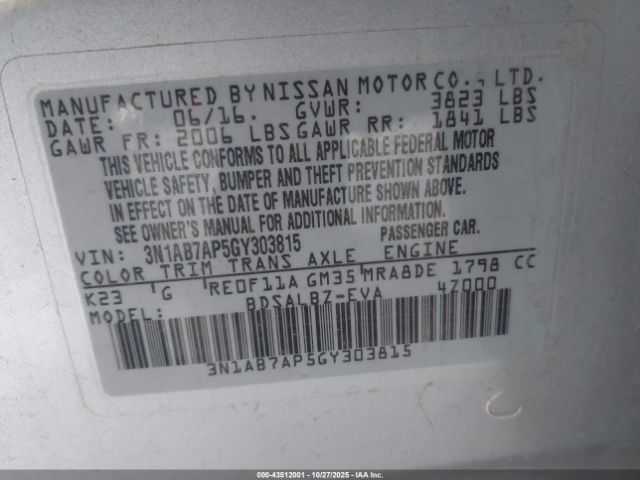 MANUFACTURED BY NISSAN MOTOR CO., LTD.
DATE: 06/16. GVWR: 3823 LBS
GAWR FR: 2006 LBS GAWR RR: 1841 LBS
THIS VEHICLE CONFORMS TO ALL APPLICABLE FEDERAL MOTOR
VEHICLE SAFETY, BUMPER AND THEFT PREVENTION STANDARDS
IN EFFECT ON THE DATE OF MANUFACTURE SHOWN ABOVE.
SEE OWNER'S MANUAL FOR ADDITIONAL INFORMATION.
VIN: 3N1AB7AP5GY303815 PASSENGER CAR.
COLOR TRIM TRANS AXLE ENGINE
K23 G RE0F11A GM35 MRA8DE 1798 CC
MODEL: BDSALBZ-EVA 4Z000
3N1AB7AP5GY303815
000-43512001 | 10/27/2025 | IAA, Inc.